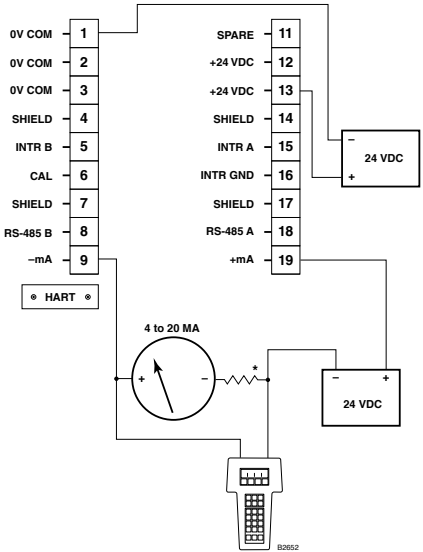 0V COM 1
0V COM 2
0V COM 3
SHIELD 4
INTR B 5
CAL 6
SHIELD 7
RS-485 B 8
–mA 9
HART
SPARE 11
+24 VDC 12
+24 VDC 13
SHIELD 14
INTR A 15
INTR GND 16
SHIELD 17
RS-485 A 18
+mA 19
–
24 VDC
+
4 to 20 MA
+ –
*
– +
24 VDC
B2652